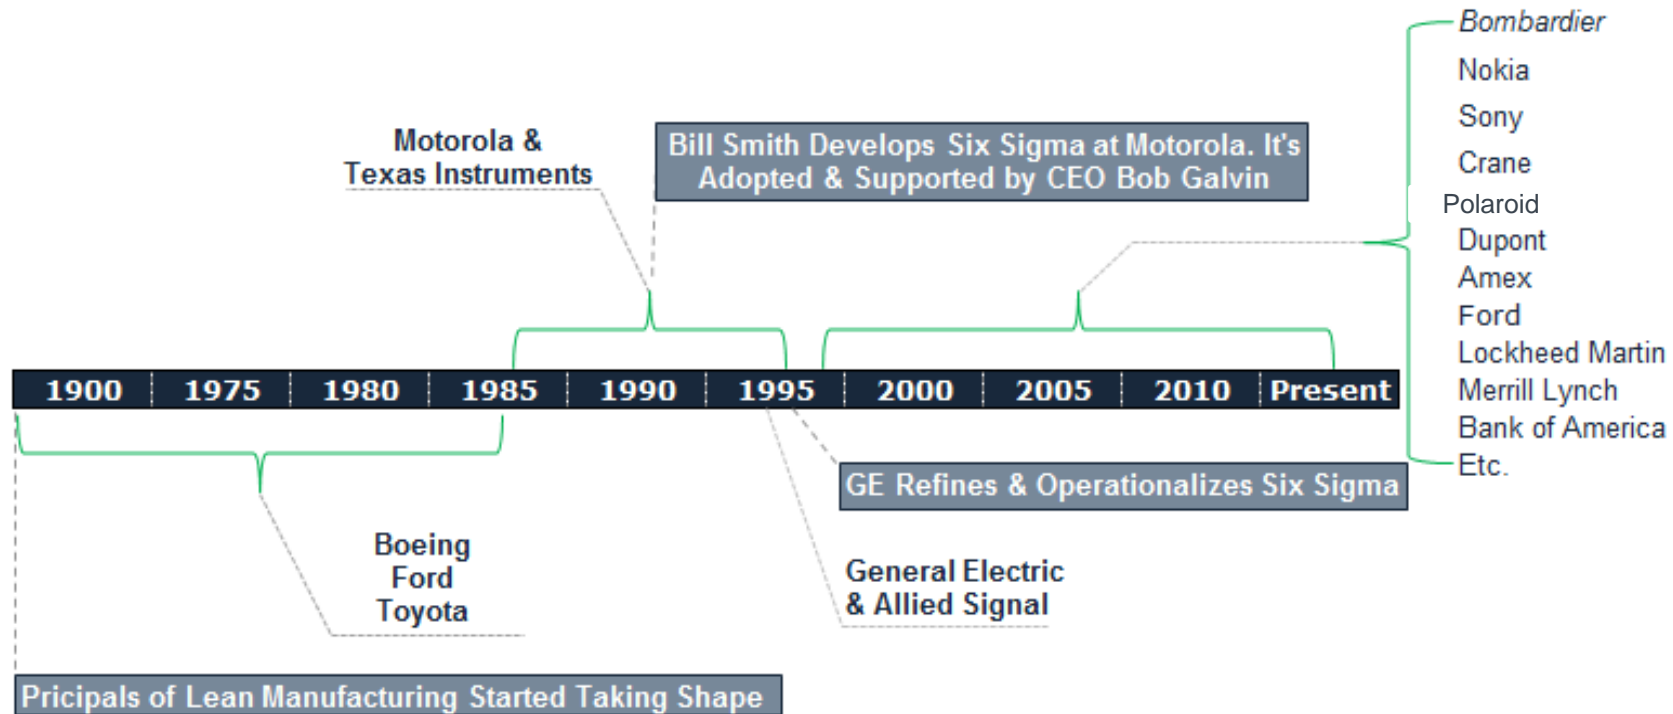 Bombardier
Nokia
Sony
Crane
Polaroid
Dupont
Amex
Ford
Lockheed Martin
Merrill Lynch
Bank of America
Etc.
Motorola &
Texas Instruments
Bill Smith Develops Six Sigma at Motorola. It's
Adopted & Supported by CEO Bob Galvin
1900 1975 1980 1985 1990 1995 2000 2005 2010 Present
GE Refines & Operationalizes Six Sigma
Boeing
Ford
Toyota
General Electric
& Allied Signal
Pricipals of Lean Manufacturing Started Taking Shape